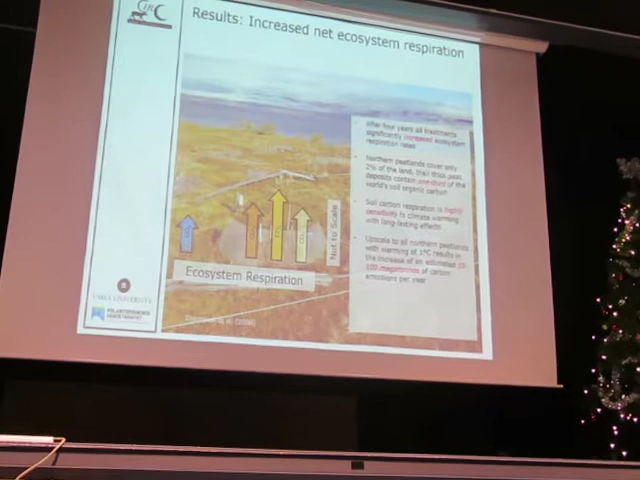 CIRC
Results: Increased net ecosystem respiration
After four years all treatments
significantly increased ecosystem
respiration rates
Northern peatlands cover only
2% of the land, their thick peat
deposits contain one-third of the
world's soil organic carbon
Soil carbon respiration is highly
sensitivity to climate warming
with long-lasting effects
Upscale to all northern peatlands
with warming of 1°C results in
the increase of an estimated
100 megatonnes of carbon
emissions per year
Not to Scale
Ecosystem Respiration
UMEÅ UNIVERSITY
POLARFORSKNINGS
SEKRETARIATET